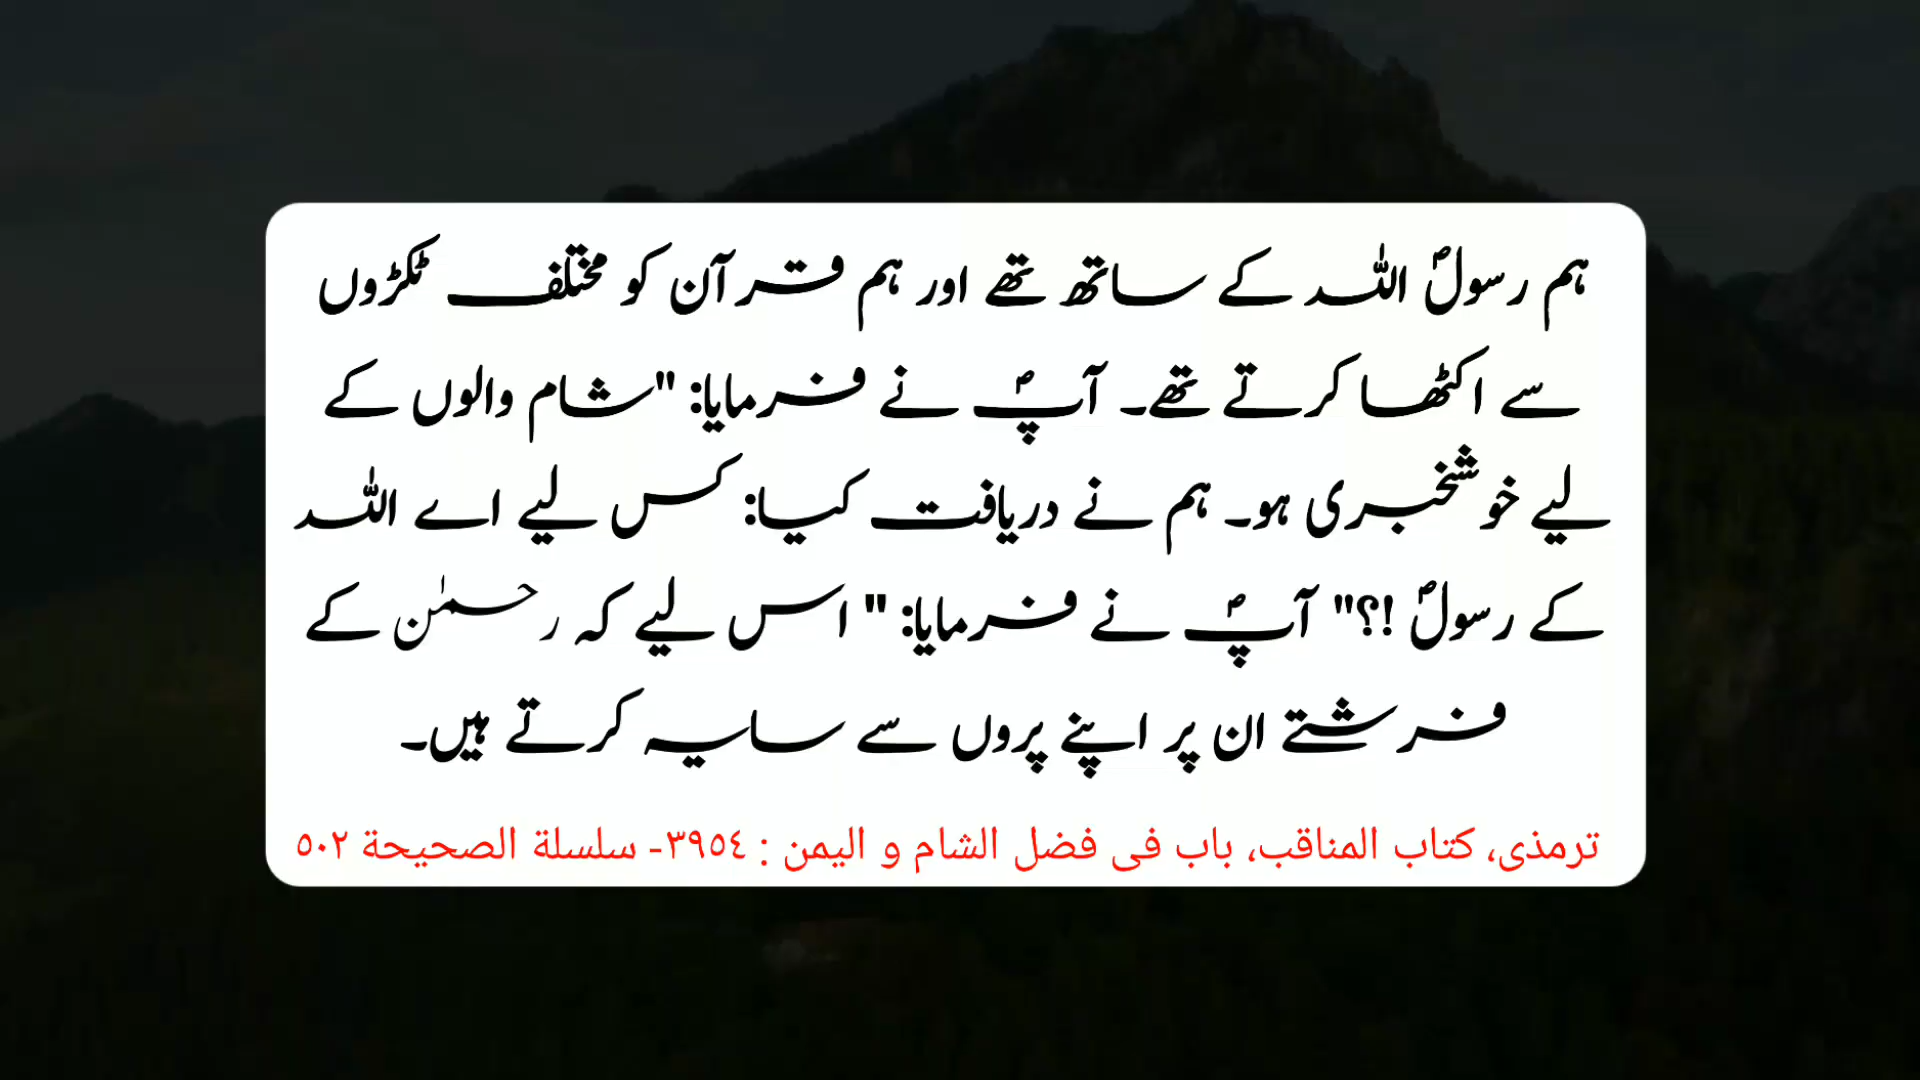 ہم رسولؐ اللہ کے ساتھ تھے اور ہم قرآن کو مختلف ٹکڑوں
سے اکٹھا کرتے تھے۔ آپؐ نے فرمایا: "شام والوں کے
لیے خوشخبری ہو۔ ہم نے دریافت کیا: کس لیے اے اللہ
کے رسولؐ !؟" آپؐ نے فرمایا: " اس لیے کہ رحمٰن کے
فرشتے ان پر اپنے پروں سے سایہ کرتے ہیں۔
ترمذی، کتاب المناقب، باب فی فضل الشام و الیمن : ٣٩٥٤- سلسلة الصحیحة ٥٠٢